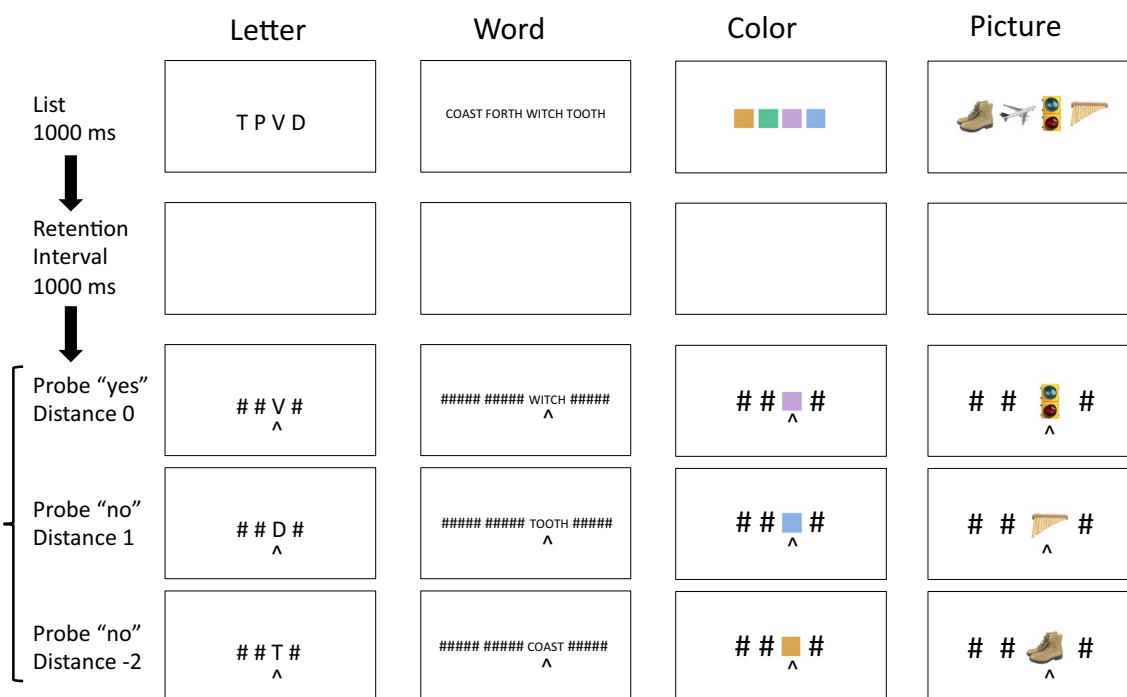 Letter Word Color Picture
List
1000 ms
T P V D
COAST FORTH WITCH TOOTH
Retention
Interval
1000 ms
Probe “yes”
Distance 0
# # V #
^
##### ##### WITCH #####
^
# # #
^
# # #
^
Probe “no”
Distance 1
# # D #
^
##### ##### TOOTH #####
^
# # #
^
# # #
^
Probe “no”
Distance -2
# # T #
^
##### ##### COAST #####
^
# # #
^
# # #
^